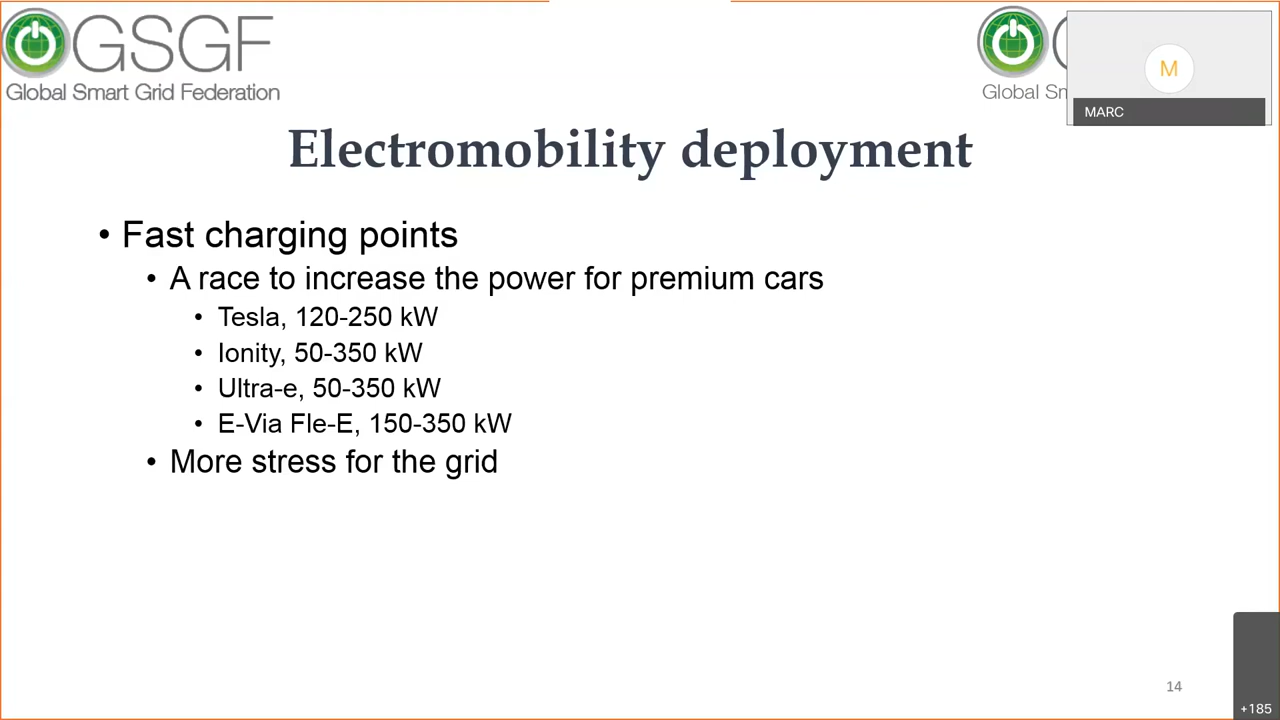 GSGF
Global Smart Grid Federation
Global Sm
M
MARC
Electromobility deployment
• Fast charging points
• A race to increase the power for premium cars
• Tesla, 120-250 kW
• Ionity, 50-350 kW
• Ultra-e, 50-350 kW
• E-Via Fle-E, 150-350 kW
• More stress for the grid
14
+185